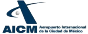 AICM
Aeropuerto Internacional
de la Ciudad de México